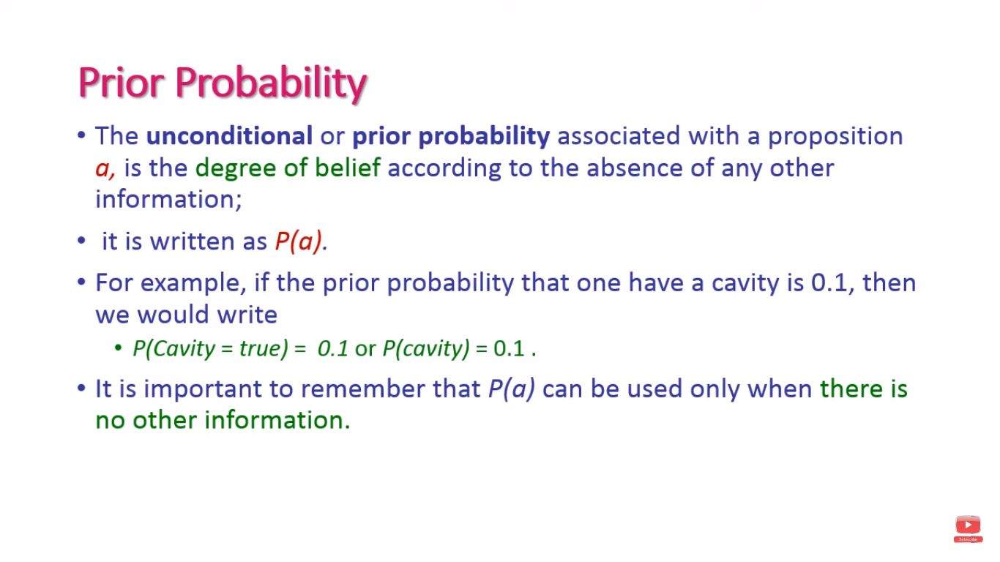 Prior Probability
• The unconditional or prior probability associated with a proposition
a, is the degree of belief according to the absence of any other
information;
• it is written as P(a).
• For example, if the prior probability that one have a cavity is 0.1, then
we would write
• P(Cavity = true) = 0.1 or P(cavity) = 0.1 .
• It is important to remember that P(a) can be used only when there is
no other information.
Subscribe